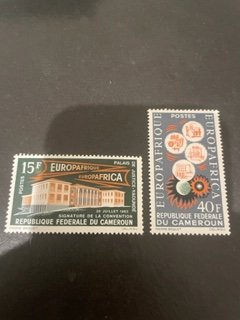 15F
EUROPAFRIQUE
EUROPAFRICA
POSTES
PALAIS
DE JUSTICE YAOUNDE
20 JUILLET 1963
SIGNATURE DE LA CONVENTION
REPUBLIQUE FEDERALE DU CAMEROUN
POSTES
EUROPAFRIQUE
EUROPAFRICA
40F
REPUBLIQUE FEDERALE
DU CAMEROUN